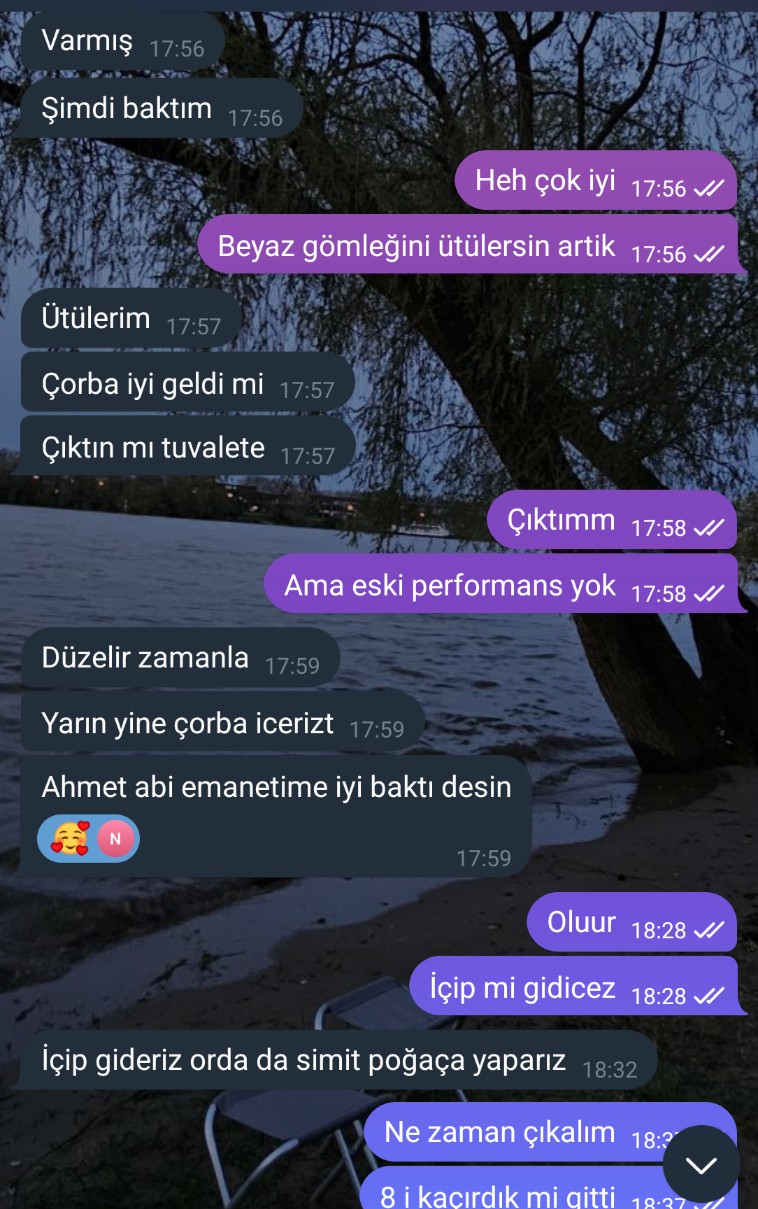 Varmış 17:56
Şimdi baktım 17:56
Heh çok iyi 17:56
Beyaz gömleğini ütülersin artik 17:56
Ütülerim 17:57
Çorba iyi geldi mi 17:57
Çıktın mı tuvalete 17:57
Çıktımm 17:58
Ama eski performans yok 17:58
Düzelir zamanla 17:59
Yarın yine çorba icerizt 17:59
Ahmet abi emanetime iyi baktı desin
N
17:59
Oluur 18:28
İçip mi gidicez 18:28
İçip gideriz orda da simit poğaça yaparız 18:32
Ne zaman çıkalım
8 i kaçırdık mi gitti 18:37